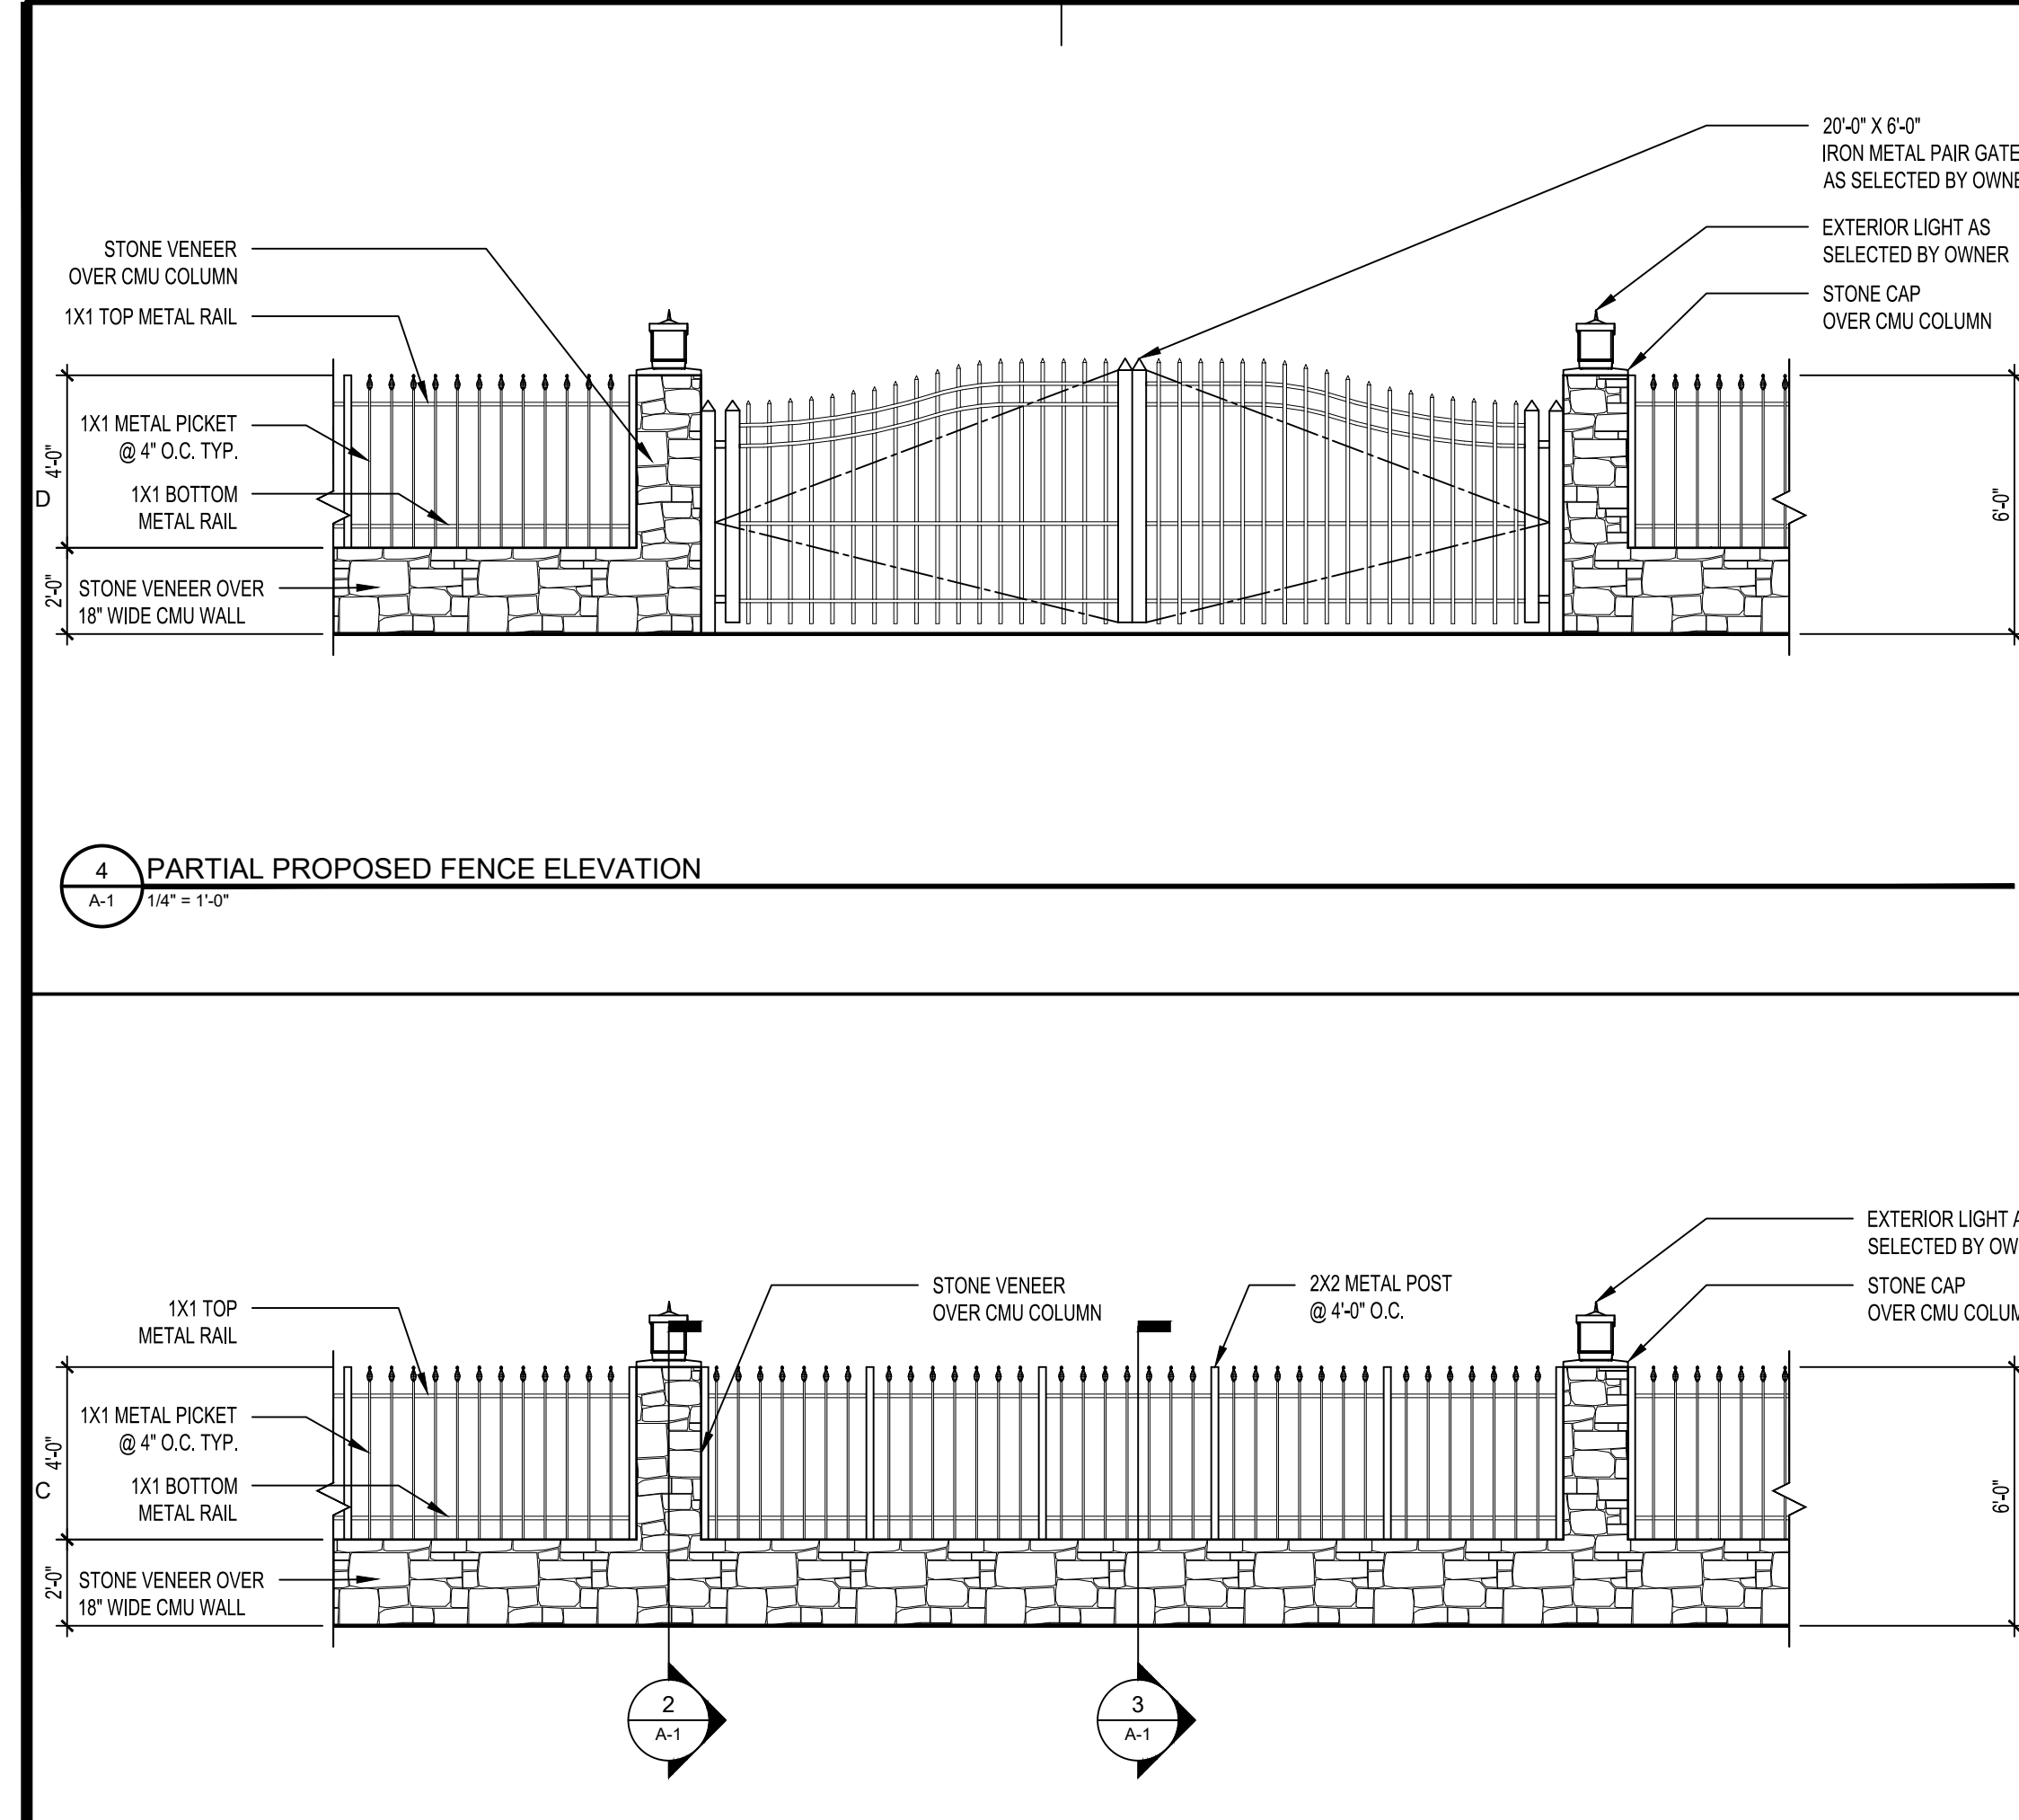 20'-0" X 6'-0"
IRON METAL PAIR GATE
AS SELECTED BY OWNE
EXTERIOR LIGHT AS
SELECTED BY OWNER
STONE CAP
OVER CMU COLUMN
STONE VENEER
OVER CMU COLUMN
1X1 TOP METAL RAIL
1X1 METAL PICKET
@ 4" O.C. TYP.
1X1 BOTTOM
METAL RAIL
STONE VENEER OVER
18" WIDE CMU WALL
4'-0"
D
2'-0"
6'-0"
4
A-1
PARTIAL PROPOSED FENCE ELEVATION
1/4" = 1'-0"
EXTERIOR LIGHT A
SELECTED BY OW
STONE CAP
OVER CMU COLUM
STONE VENEER
OVER CMU COLUMN
2X2 METAL POST
@ 4'-0" O.C.
1X1 TOP
METAL RAIL
1X1 METAL PICKET
@ 4" O.C. TYP.
1X1 BOTTOM
METAL RAIL
STONE VENEER OVER
18" WIDE CMU WALL
4'-0"
C
2'-0"
6'-0"
2
A-1
3
A-1